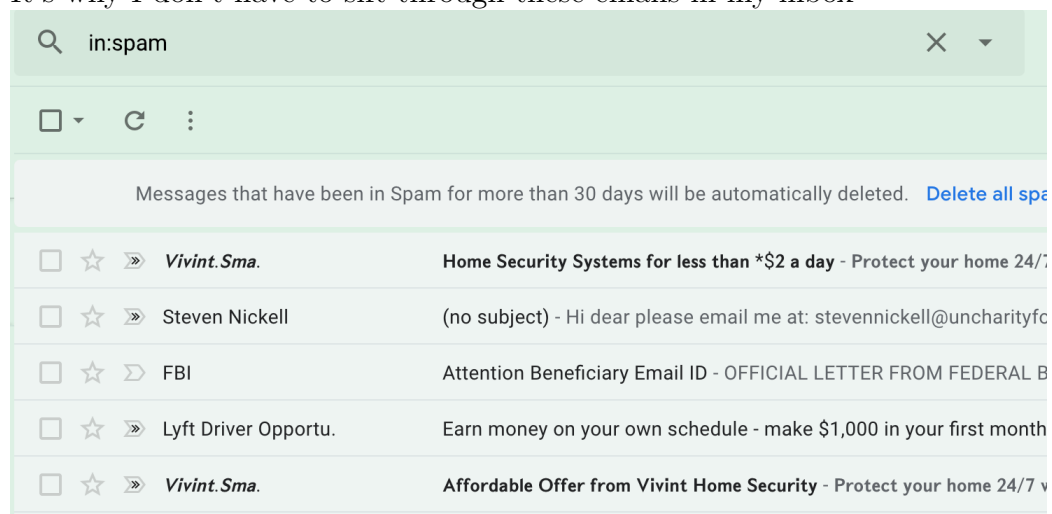 It's why I don't have to sift through these emails in my inbox
in:spam
Messages that have been in Spam for more than 30 days will be automatically deleted. Delete all spa
Vivint.Sma. Home Security Systems for less than *$2 a day - Protect your home 24/7
Steven Nickell (no subject) - Hi dear please email me at: stevennickell@uncharityfo
FBI Attention Beneficiary Email ID - OFFICIAL LETTER FROM FEDERAL B
Lyft Driver Opportu. Earn money on your own schedule - make $1,000 in your first month
Vivint.Sma. Affordable Offer from Vivint Home Security - Protect your home 24/7 v